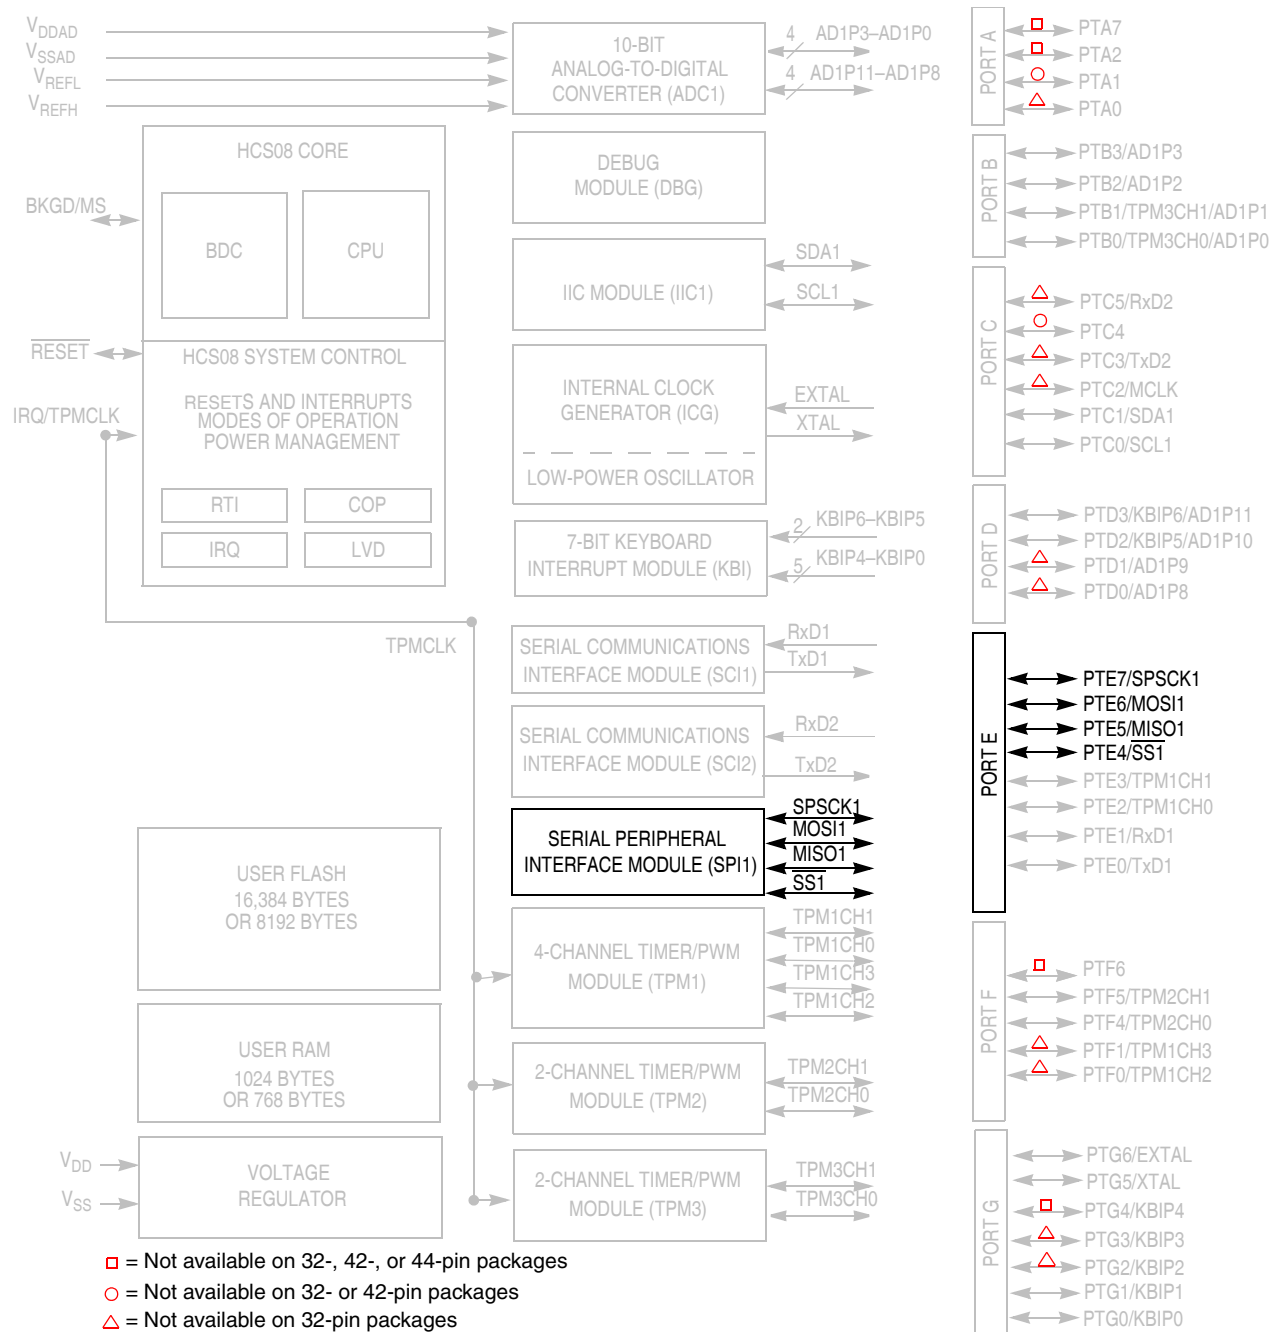 VDDAD
VSSAD
VREFL
VREFH
10-BIT
ANALOG-TO-DIGITAL
CONVERTER (ADC1)
4 AD1P3–AD1P0
4 AD1P11–AD1P8
HCS08 CORE
BDC
CPU
BKGD/MS
RESET
HCS08 SYSTEM CONTROL
RESETS AND INTERRUPTS
MODES OF OPERATION
POWER MANAGEMENT
IRQ/TPMCLK
RTI
COP
IRQ
LVD
TPMCLK
DEBUG
MODULE (DBG)
IIC MODULE (IIC1)
SDA1
SCL1
INTERNAL CLOCK
GENERATOR (ICG)
EXTAL
XTAL
LOW-POWER OSCILLATOR
7-BIT KEYBOARD
INTERRUPT MODULE (KBI)
2 KBIP6–KBIP5
5 KBIP4–KBIP0
SERIAL COMMUNICATIONS
INTERFACE MODULE (SCI1)
RxD1
TxD1
SERIAL COMMUNICATIONS
INTERFACE MODULE (SCI2)
RxD2
TxD2
SERIAL PERIPHERAL
INTERFACE MODULE (SPI1)
SPSCK1
MOSI1
MISO1
SS1
USER FLASH
16,384 BYTES
OR 8192 BYTES
4-CHANNEL TIMER/PWM
MODULE (TPM1)
TPM1CH1
TPM1CH0
TPM1CH3
TPM1CH2
USER RAM
1024 BYTES
OR 768 BYTES
2-CHANNEL TIMER/PWM
MODULE (TPM2)
TPM2CH1
TPM2CH0
VDD
VSS
VOLTAGE
REGULATOR
2-CHANNEL TIMER/PWM
MODULE (TPM3)
TPM3CH1
TPM3CH0
PORT A
PTA7
PTA2
PTA1
PTA0
PORT B
PTB3/AD1P3
PTB2/AD1P2
PTB1/TPM3CH1/AD1P1
PTB0/TPM3CH0/AD1P0
PORT C
PTC5/RxD2
PTC4
PTC3/TxD2
PTC2/MCLK
PTC1/SDA1
PTC0/SCL1
PORT D
PTD3/KBIP6/AD1P11
PTD2/KBIP5/AD1P10
PTD1/AD1P9
PTD0/AD1P8
PORT E
PTE7/SPSCK1
PTE6/MOSI1
PTE5/MISO1
PTE4/SS1
PTE3/TPM1CH1
PTE2/TPM1CH0
PTE1/RxD1
PTE0/TxD1
PORT F
PTF6
PTF5/TPM2CH1
PTF4/TPM2CH0
PTF1/TPM1CH3
PTF0/TPM1CH2
PORT G
PTG6/EXTAL
PTG5/XTAL
PTG4/KBIP4
PTG3/KBIP3
PTG2/KBIP2
PTG1/KBIP1
PTG0/KBIP0
= Not available on 32-, 42-, or 44-pin packages
= Not available on 32- or 42-pin packages
= Not available on 32-pin packages